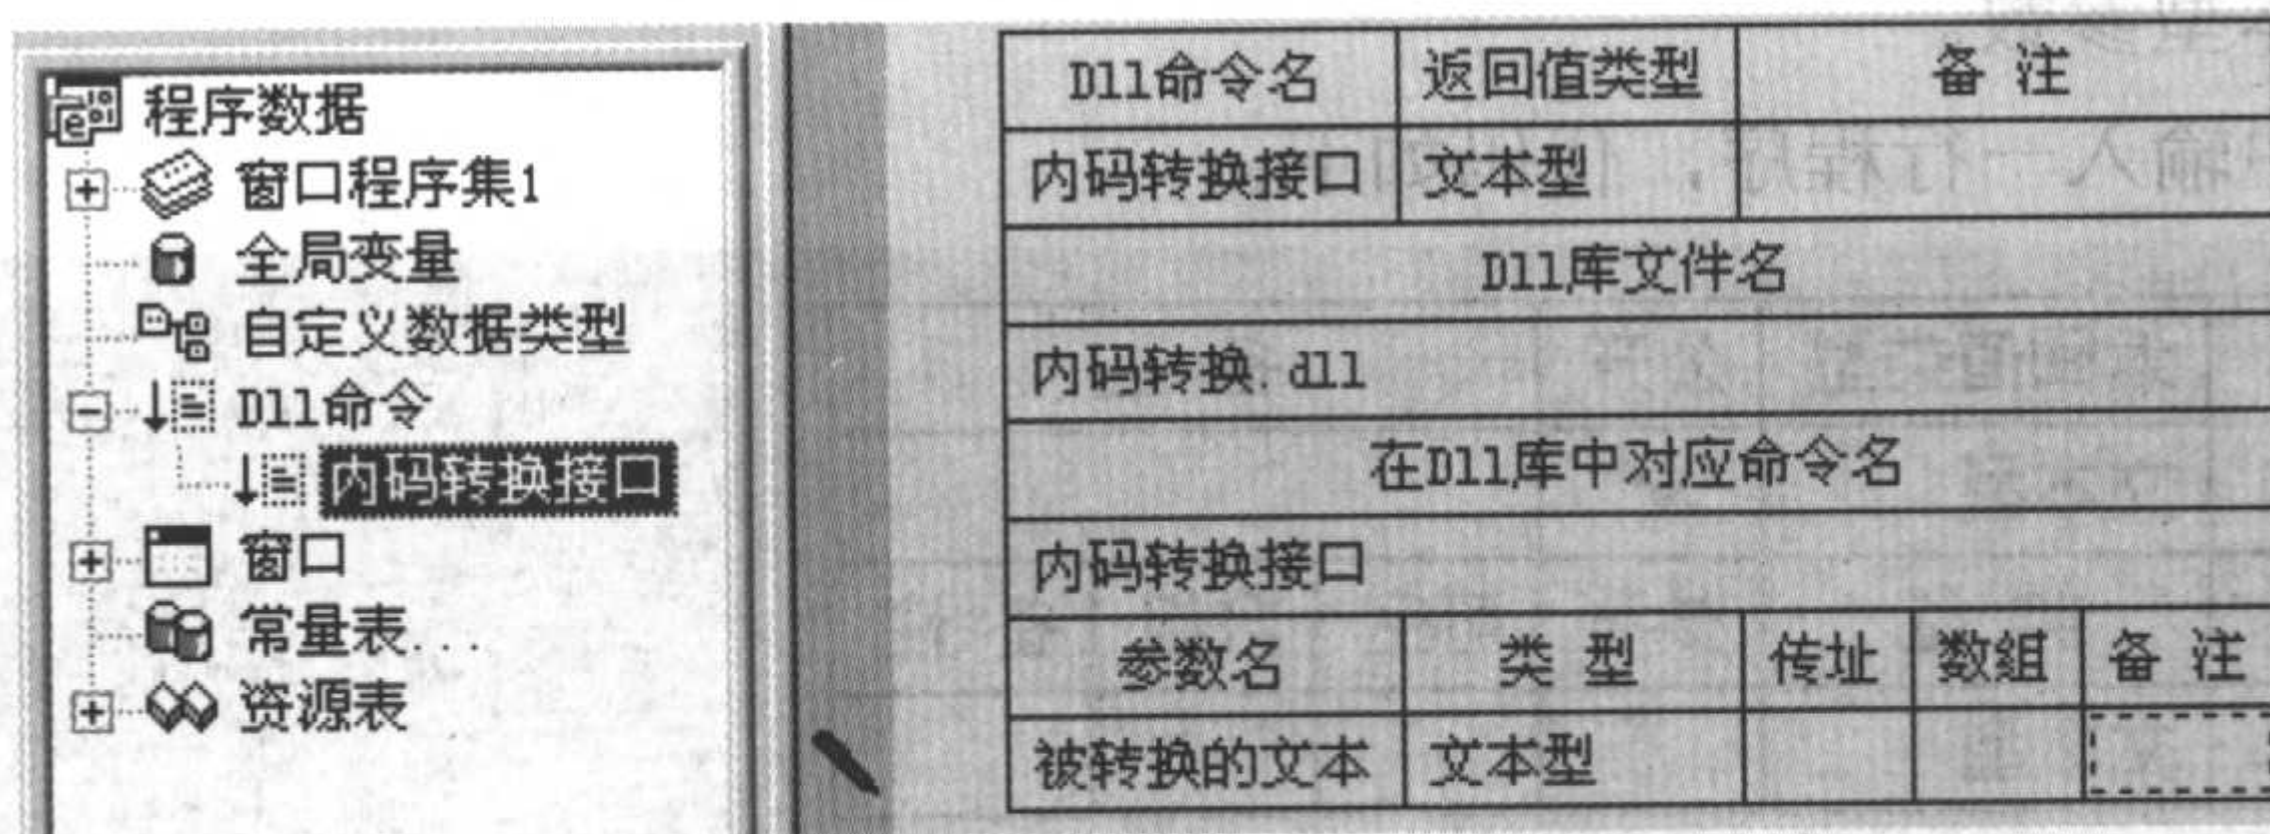 程序数据
窗口程序集1
全局变量
自定义数据类型
Dll命令
内码转换接口
窗口
常量表...
资源表
Dll命令名 返回值类型 备 注
内码转换接口 文本型
Dll库文件名
内码转换.dll
在Dll库中对应命令名
内码转换接口
参数名 类 型 传址 数组 备 注
被转换的文本 文本型